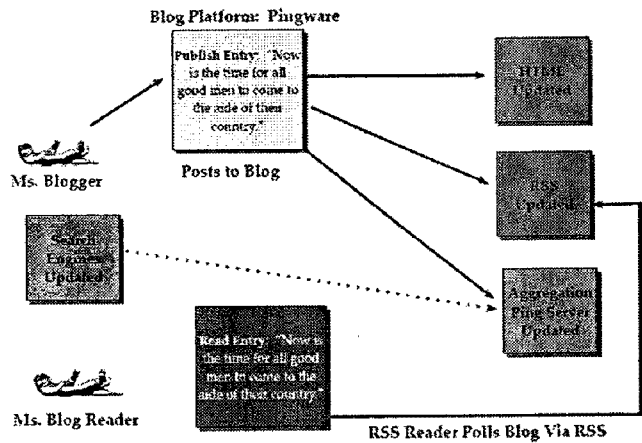 Blog Platform: Pingware
Publish Entry: "Now
is the time for all
good men to come to
the side of their
country."
Posts to Blog
HTML
Updated
Ms. Blogger
RSS
Updated
Search
Engines
Updated
Aggregation
Ping Server
Updated
Read Entry: "Now is
the time for all good
men to come to the
side of their country."
Ms. Blog Reader
RSS Reader Polls Blog Via RSS